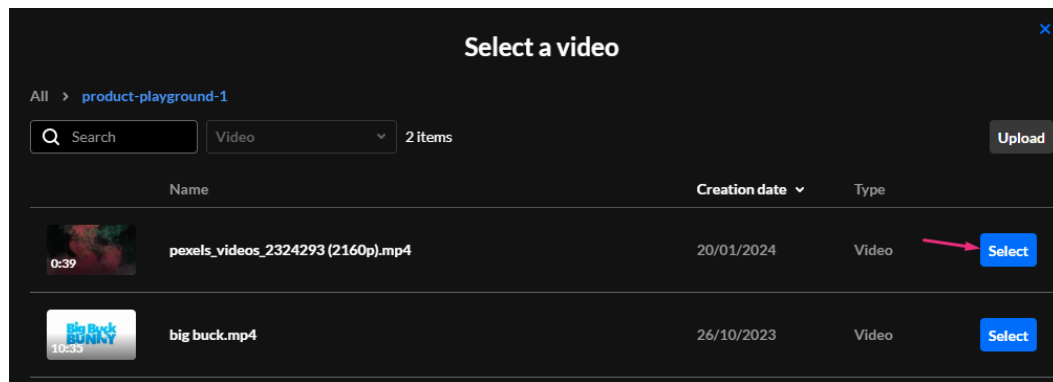 Select a video
All > product-playground-1
Search Video 2 items Upload
Name Creation date Type
0:39 pexels_videos_2324293 (2160p).mp4 20/01/2024 Video Select
Big Buck
BUNNY
10:35 big buck.mp4 26/10/2023 Video Select